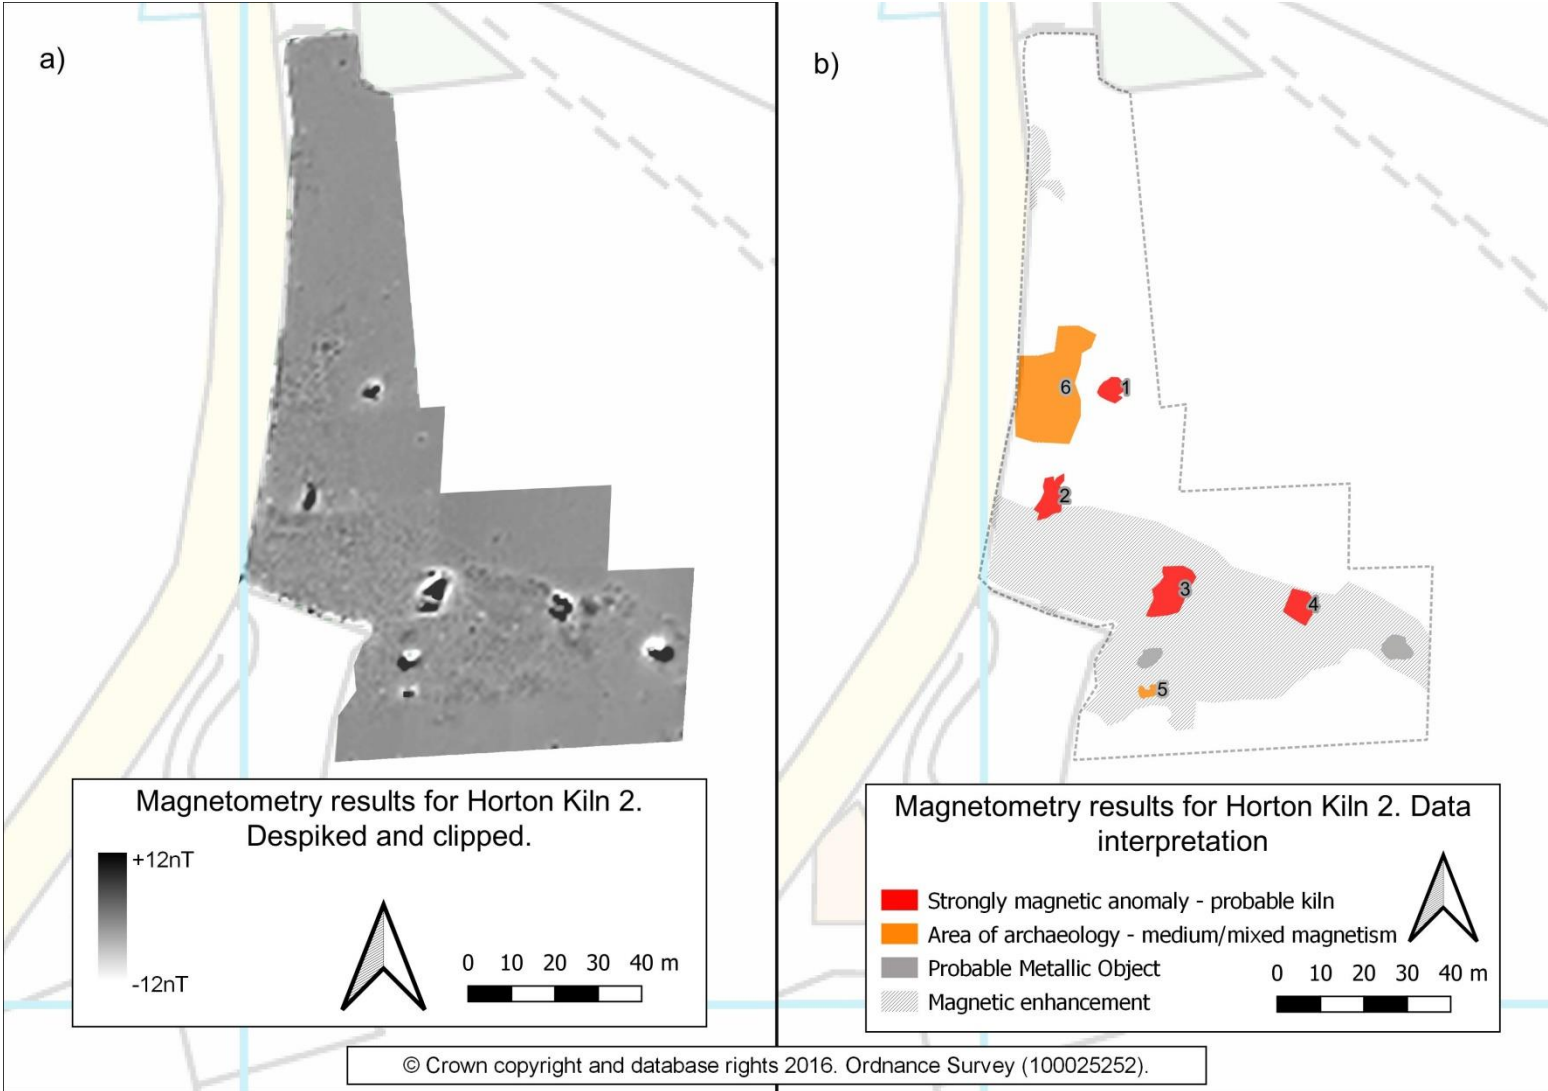 a)
Magnetometry results for Horton Kiln 2.
Despiked and clipped.
+12nT
-12nT
0 10 20 30 40 m
b)
1
6
2
3
4
5
Magnetometry results for Horton Kiln 2. Data
interpretation
Strongly magnetic anomaly - probable kiln
Area of archaeology - medium/mixed magnetism
Probable Metallic Object
Magnetic enhancement
0 10 20 30 40 m
© Crown copyright and database rights 2016. Ordnance Survey (100025252).